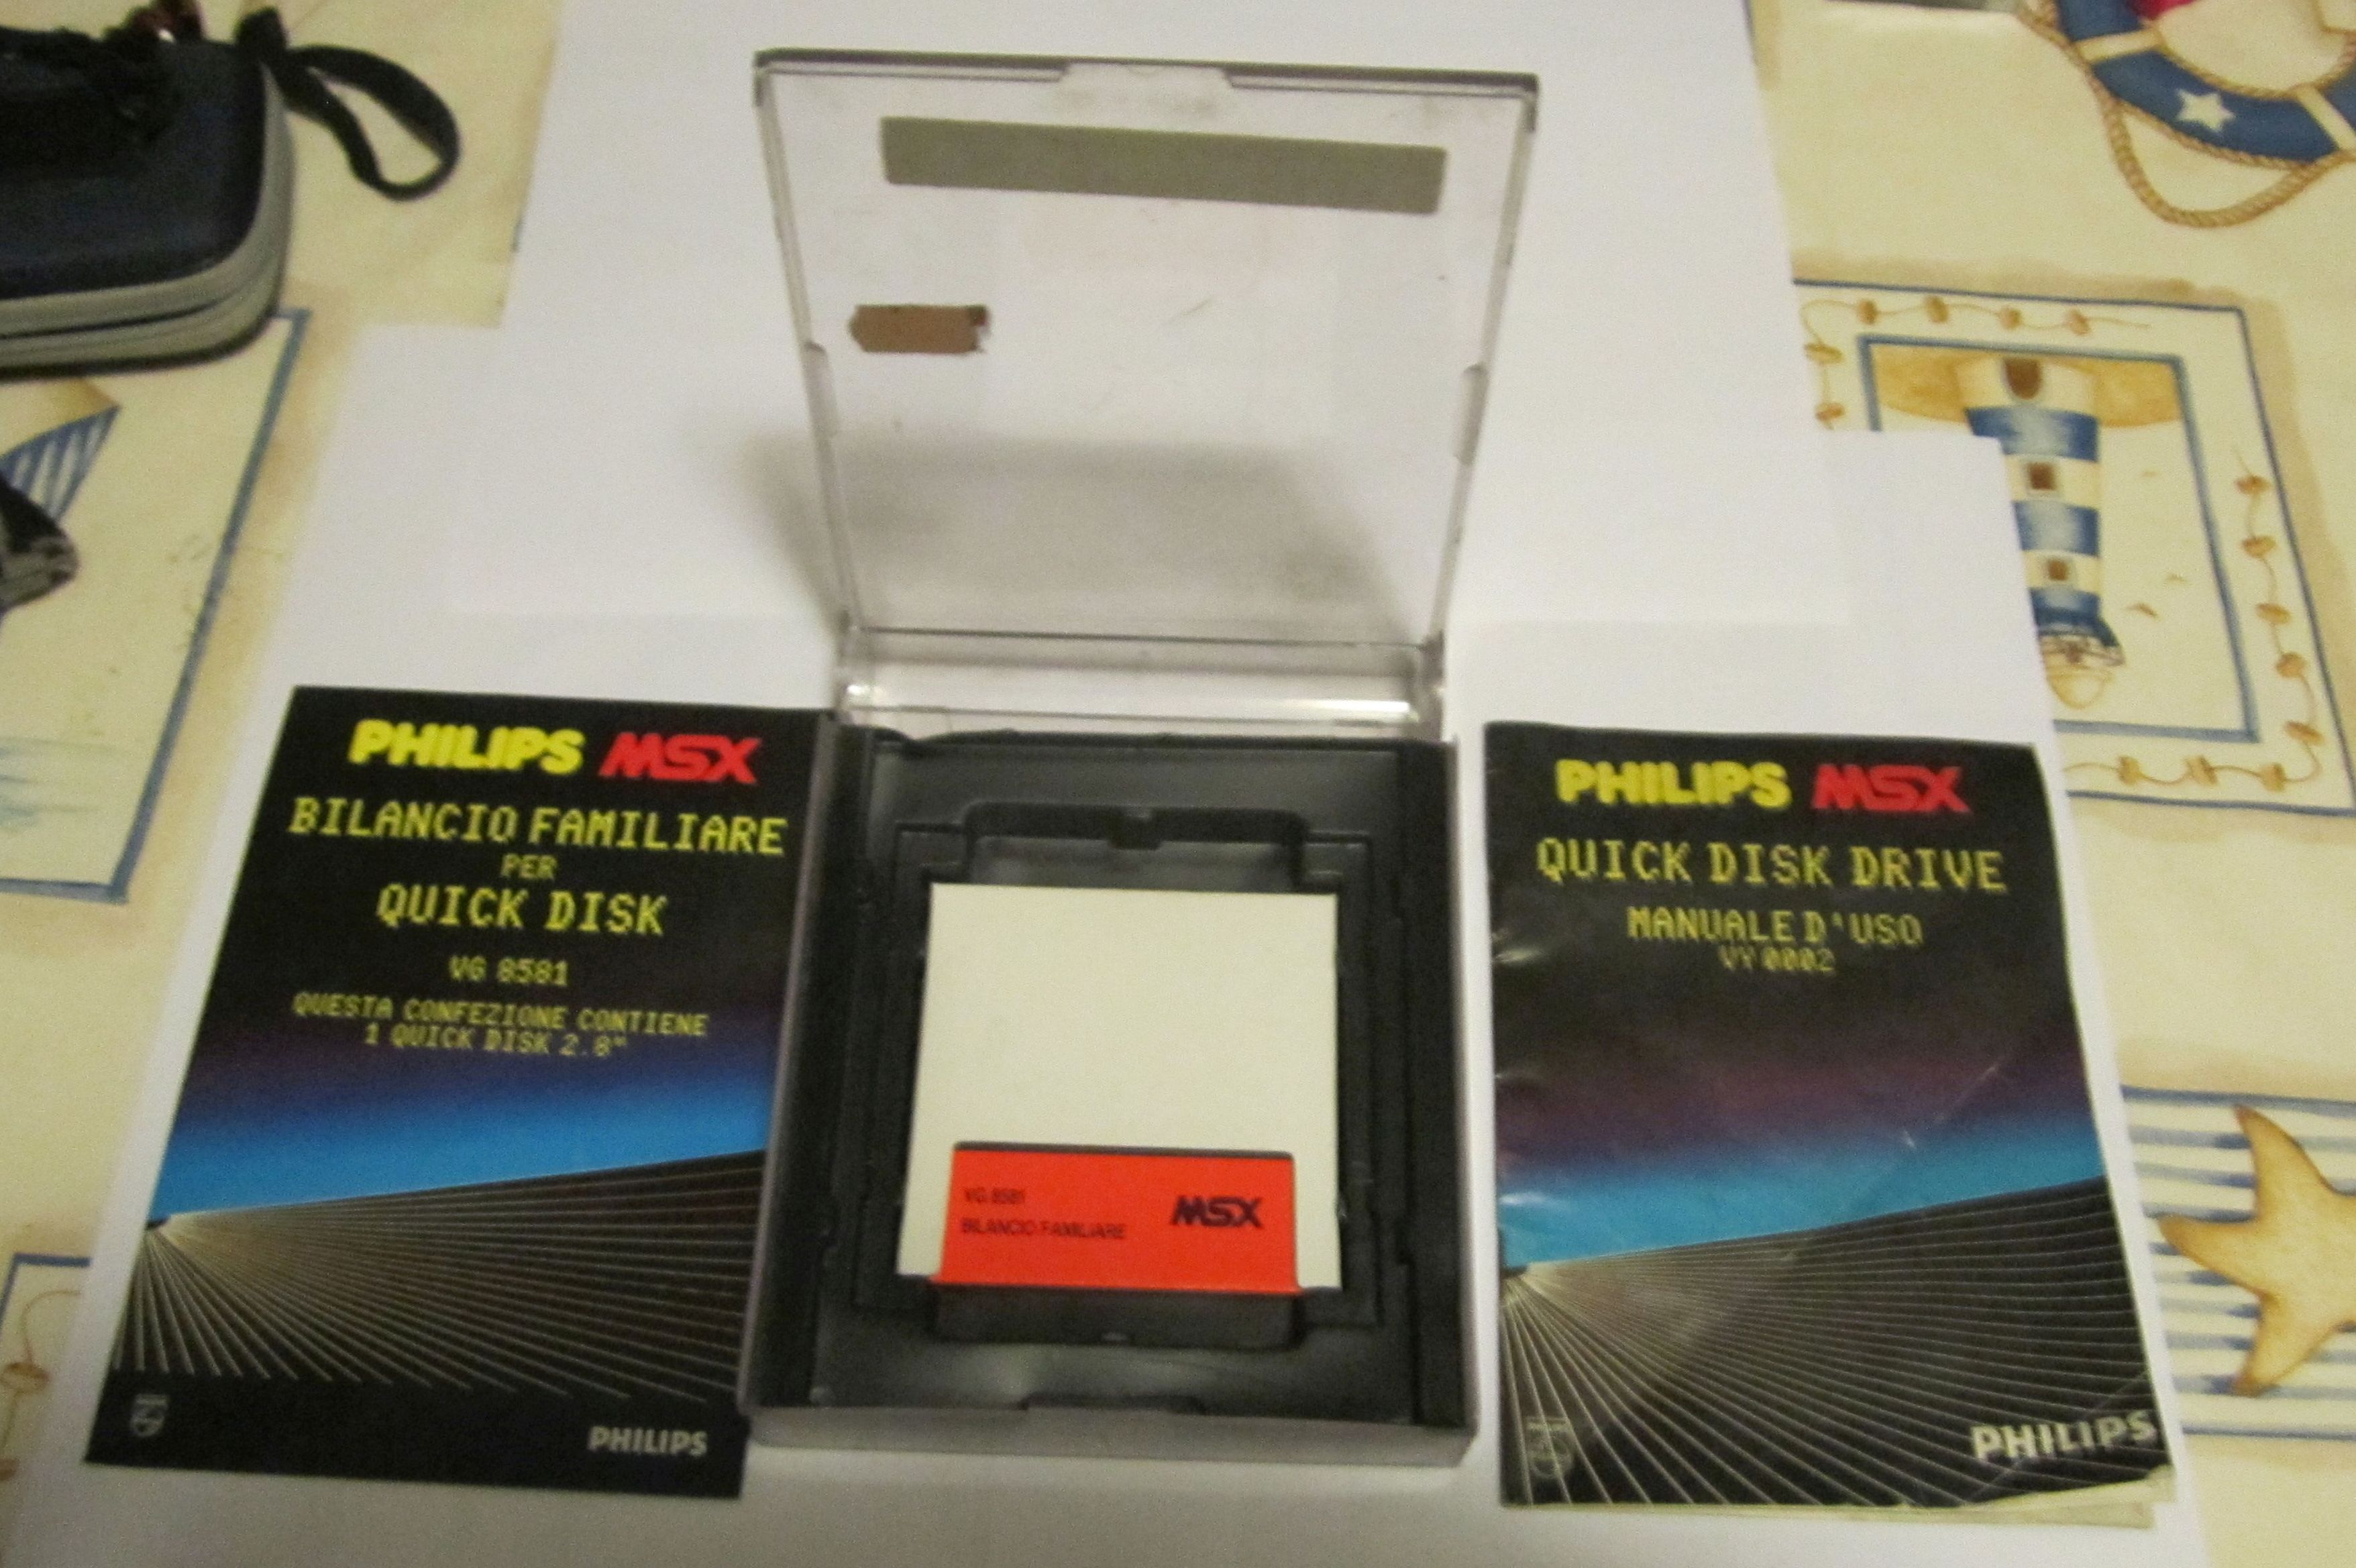 PHILIPS MSX
BILANCIO FAMILIARE
PER
QUICK DISK
VG 8581
QUESTA CONFEZIONE CONTIENE
1 QUICK DISK 2.8"
PHILIPS
VG 8581
BILANCIO FAMILIARE
MSX
PHILIPS MSX
QUICK DISK DRIVE
MANUALE D'USO
VY 0002
PHILIPS